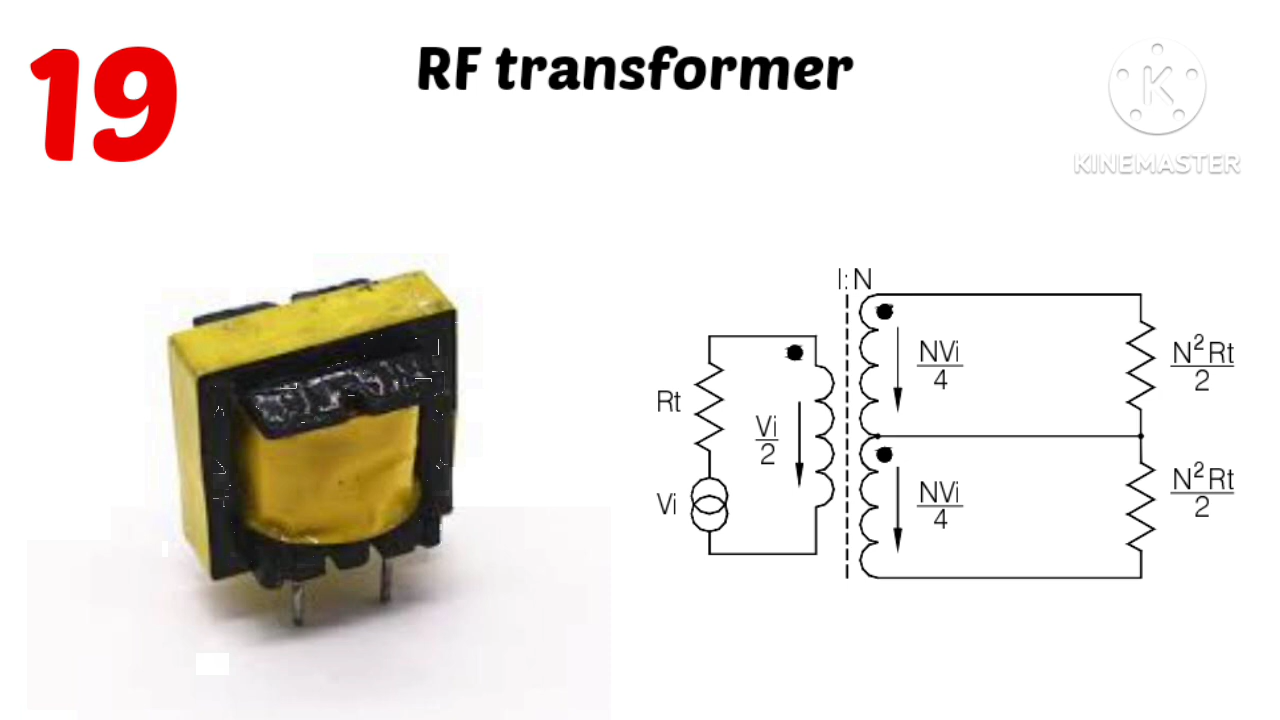 19
RF transformer
K
KINEMASTER
1:N
Rt
Vi
Vi
2
NVi
4
NVi
4
N²Rt
2
N²Rt
2